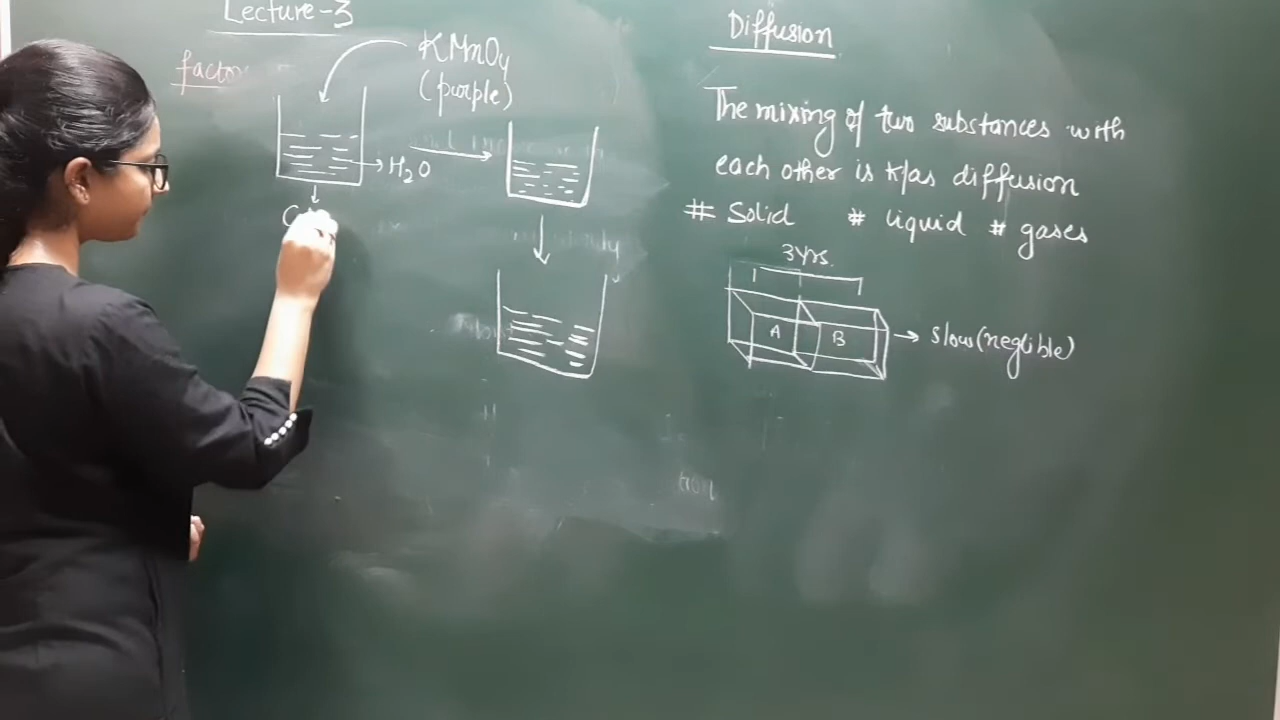 Lecture-3
factor
KMnO4
(purple)
H2O
Diffusion
The mixing of two substances with
each other is k/as diffusion
# Solid # liquid # gases
3 yrs.
A B
slow (neglible)